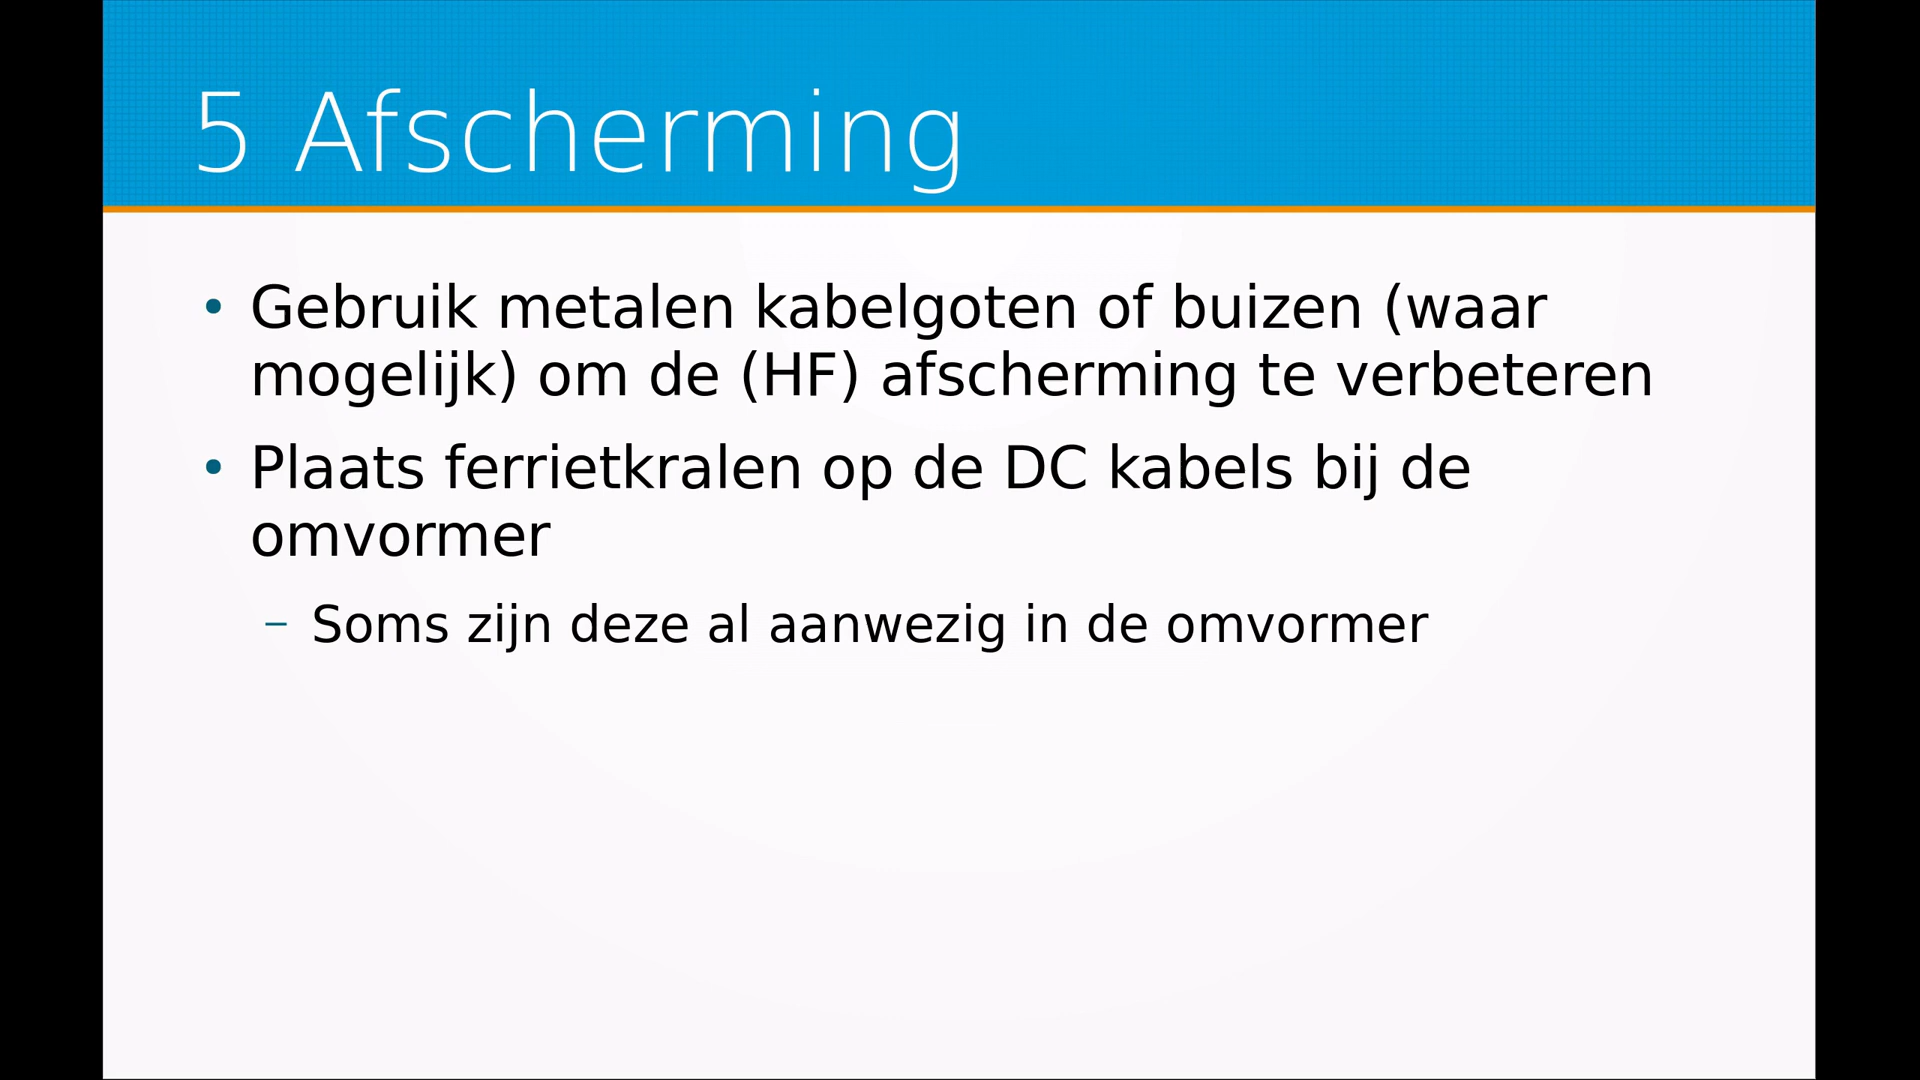 5 Afscherming
• Gebruik metalen kabelgoten of buizen (waar
mogelijk) om de (HF) afscherming te verbeteren
• Plaats ferrietkralen op de DC kabels bij de
omvormer
– Soms zijn deze al aanwezig in de omvormer